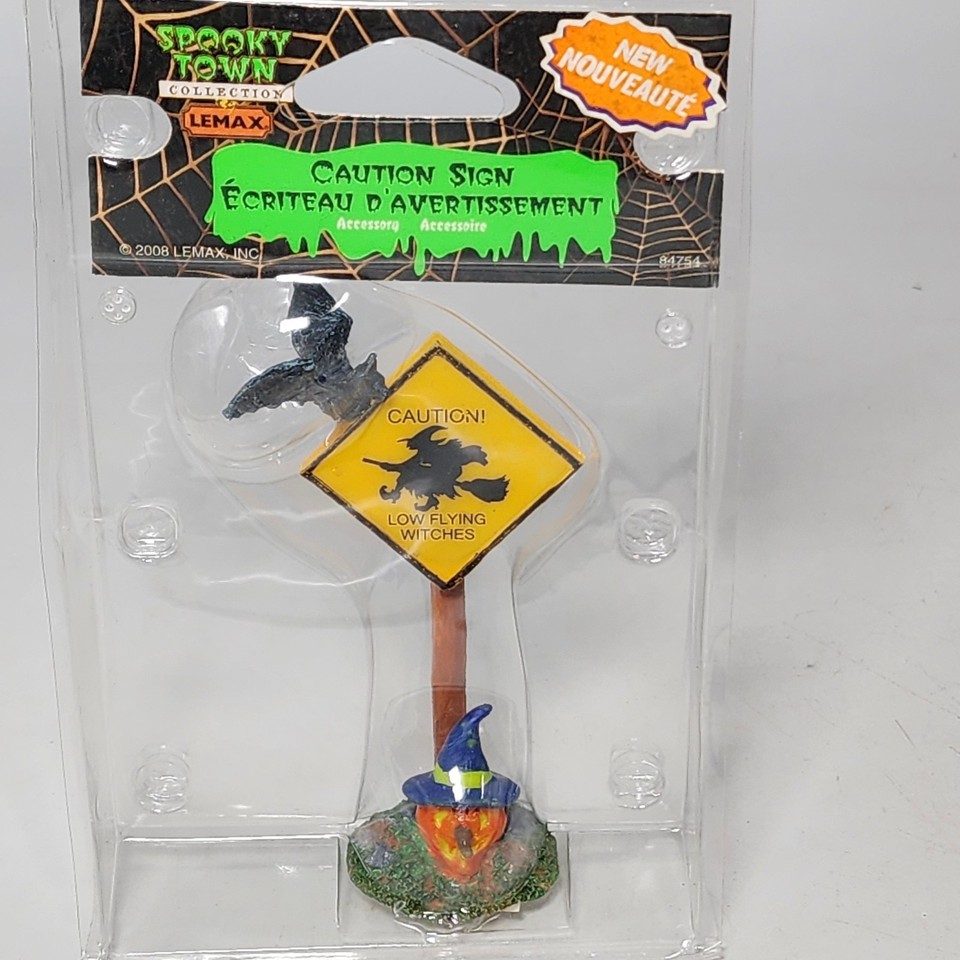 SPOOKY
TOWN
COLLECTION
LEMAX
NEW
NOUVEAUTÉ
CAUTION SIGN
ÉCRITEAU D'AVERTISSEMENT
Accessory Accessoire
© 2008 LEMAX, INC.
84754
CAUTION!
LOW FLYING
WITCHES